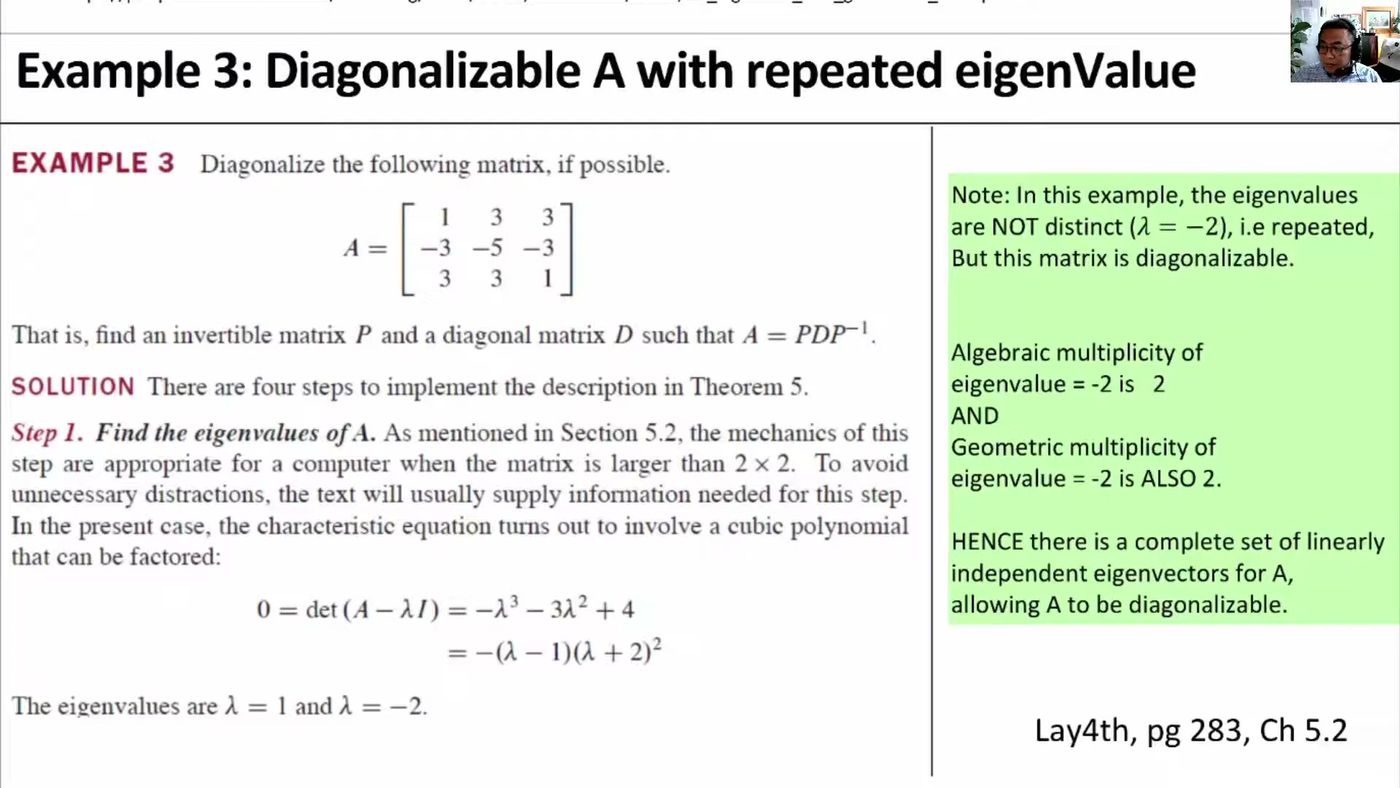 Example 3: Diagonalizable A with repeated eigenValue
EXAMPLE 3 Diagonalize the following matrix, if possible.
A = [ 1 3 3
−3 −5 −3
3 3 1 ]
That is, find an invertible matrix P and a diagonal matrix D such that A = PDP⁻¹.
SOLUTION There are four steps to implement the description in Theorem 5.
Step 1. Find the eigenvalues of A. As mentioned in Section 5.2, the mechanics of this
step are appropriate for a computer when the matrix is larger than 2 × 2. To avoid
unnecessary distractions, the text will usually supply information needed for this step.
In the present case, the characteristic equation turns out to involve a cubic polynomial
that can be factored:
0 = det (A − λI) = −λ³ − 3λ² + 4
= −(λ − 1)(λ + 2)²
The eigenvalues are λ = 1 and λ = −2.
Note: In this example, the eigenvalues
are NOT distinct (λ = −2), i.e repeated,
But this matrix is diagonalizable.
Algebraic multiplicity of
eigenvalue = -2 is 2
AND
Geometric multiplicity of
eigenvalue = -2 is ALSO 2.
HENCE there is a complete set of linearly
independent eigenvectors for A,
allowing A to be diagonalizable.
Lay4th, pg 283, Ch 5.2